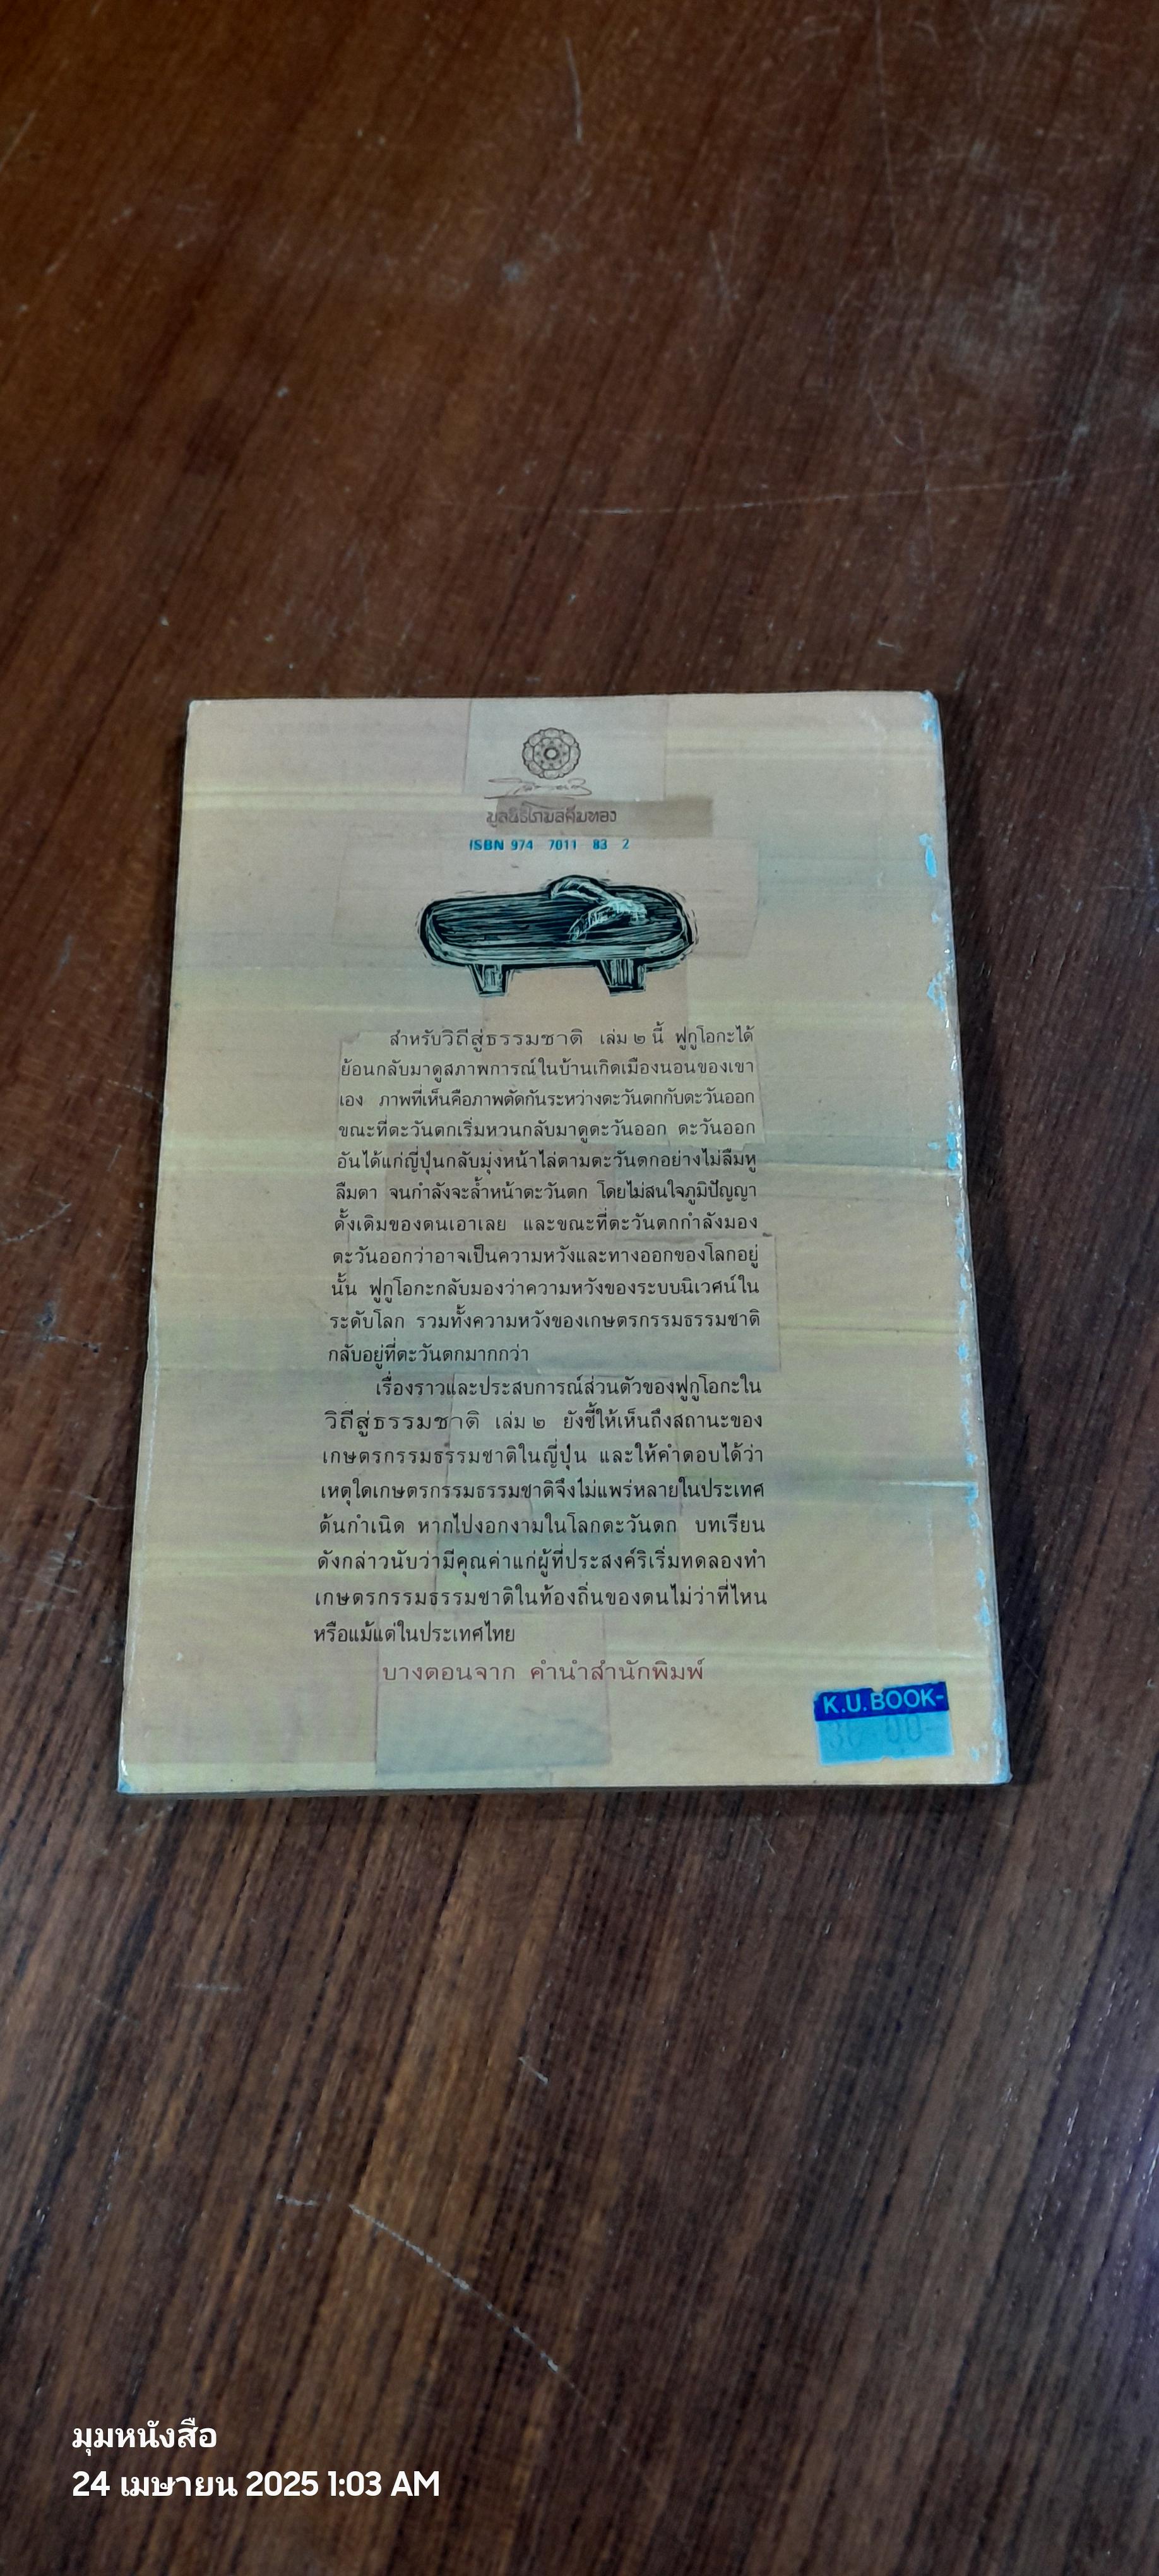 มูลนิธิโกมลคีมทอง
ISBN 974 7011 83 2
สำหรับวิถีสู่ธรรมชาติ เล่ม ๒ นี้ ฟูกูโอกะได้
ย้อนกลับมาดูสภาพการณ์ในบ้านเกิดเมืองนอนของเขา
เอง ภาพที่เห็นคือภาพตัดกันระหว่างตะวันตกกับตะวันออก
ขณะที่ตะวันตกเริ่มหวนกลับมาดูตะวันออก ตะวันออก
อันได้แก่ญี่ปุ่นกลับมุ่งหน้าไล่ตามตะวันตกอย่างไม่ลืมหู
ลืมตา จนกำลังจะล้ำหน้าตะวันตก โดยไม่สนใจภูมิปัญญา
ดั้งเดิมของตนเอาเลย และขณะที่ตะวันตกกำลังมอง
ตะวันออกว่าอาจเป็นความหวังและทางออกของโลกอยู่
นั้น ฟูกูโอกะกลับมองว่าความหวังของระบบนิเวศน์ใน
ระดับโลก รวมทั้งความหวังของเกษตรกรรมธรรมชาติ
กลับอยู่ที่ตะวันตกมากกว่า
เรื่องราวและประสบการณ์ส่วนตัวของฟูกูโอกะใน
วิถีสู่ธรรมชาติ เล่ม ๒ ยังชี้ให้เห็นถึงสถานะของ
เกษตรกรรมธรรมชาติในญี่ปุ่น และให้คำตอบได้ว่า
เหตุใดเกษตรกรรมธรรมชาติจึงไม่แพร่หลายในประเทศ
ต้นกำเนิด หากไปงอกงามในโลกตะวันตก บทเรียน
ดังกล่าวนับว่ามีคุณค่าแก่ผู้ที่ประสงค์ริเริ่มทดลองทำ
เกษตรกรรมธรรมชาติในท้องถิ่นของตนไม่ว่าที่ไหน
หรือแม้แต่ในประเทศไทย
บางตอนจาก คำนำสำนักพิมพ์
K.U.BOOK-
มุมหนังสือ
24 เมษายน 2025 1:03 AM